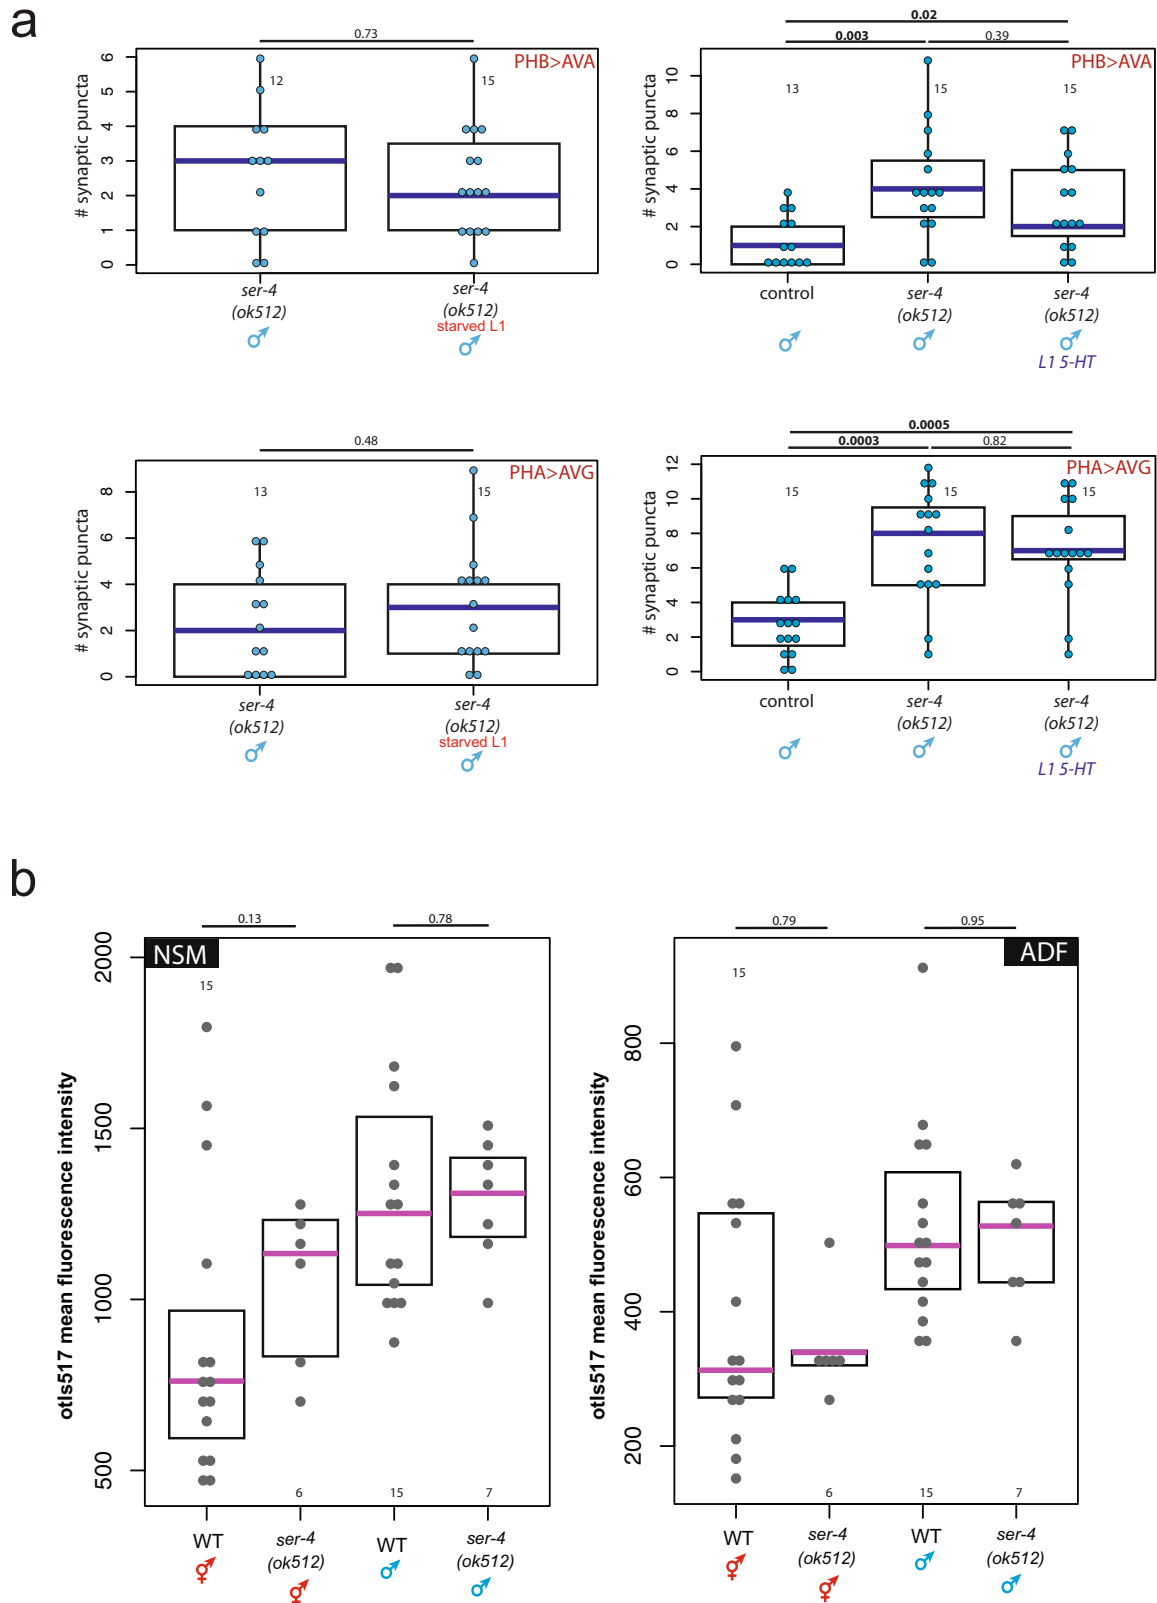 a
0.73
PHB>AVA
12
15
# synaptic puncta
6
5
4
3
2
1
0
ser-4
(ok512)
ser-4
(ok512)
starved L1
0.02
0.003
0.39
PHB>AVA
13
15
15
# synaptic puncta
10
8
6
4
2
0
control
ser-4
(ok512)
ser-4
(ok512)
L1 5-HT
0.48
PHA>AVG
13
15
# synaptic puncta
8
6
4
2
0
ser-4
(ok512)
ser-4
(ok512)
starved L1
0.0005
0.0003
0.82
PHA>AVG
15
15
15
# synaptic puncta
12
10
8
6
4
2
0
control
ser-4
(ok512)
ser-4
(ok512)
L1 5-HT
b
0.13
0.78
NSM
15
otIs517 mean fluorescence intensity
2000
1500
1000
500
6
15
7
WT
ser-4
(ok512)
WT
ser-4
(ok512)
0.79
0.95
ADF
15
otIs517 mean fluorescence intensity
800
600
400
200
6
15
7
WT
ser-4
(ok512)
WT
ser-4
(ok512)